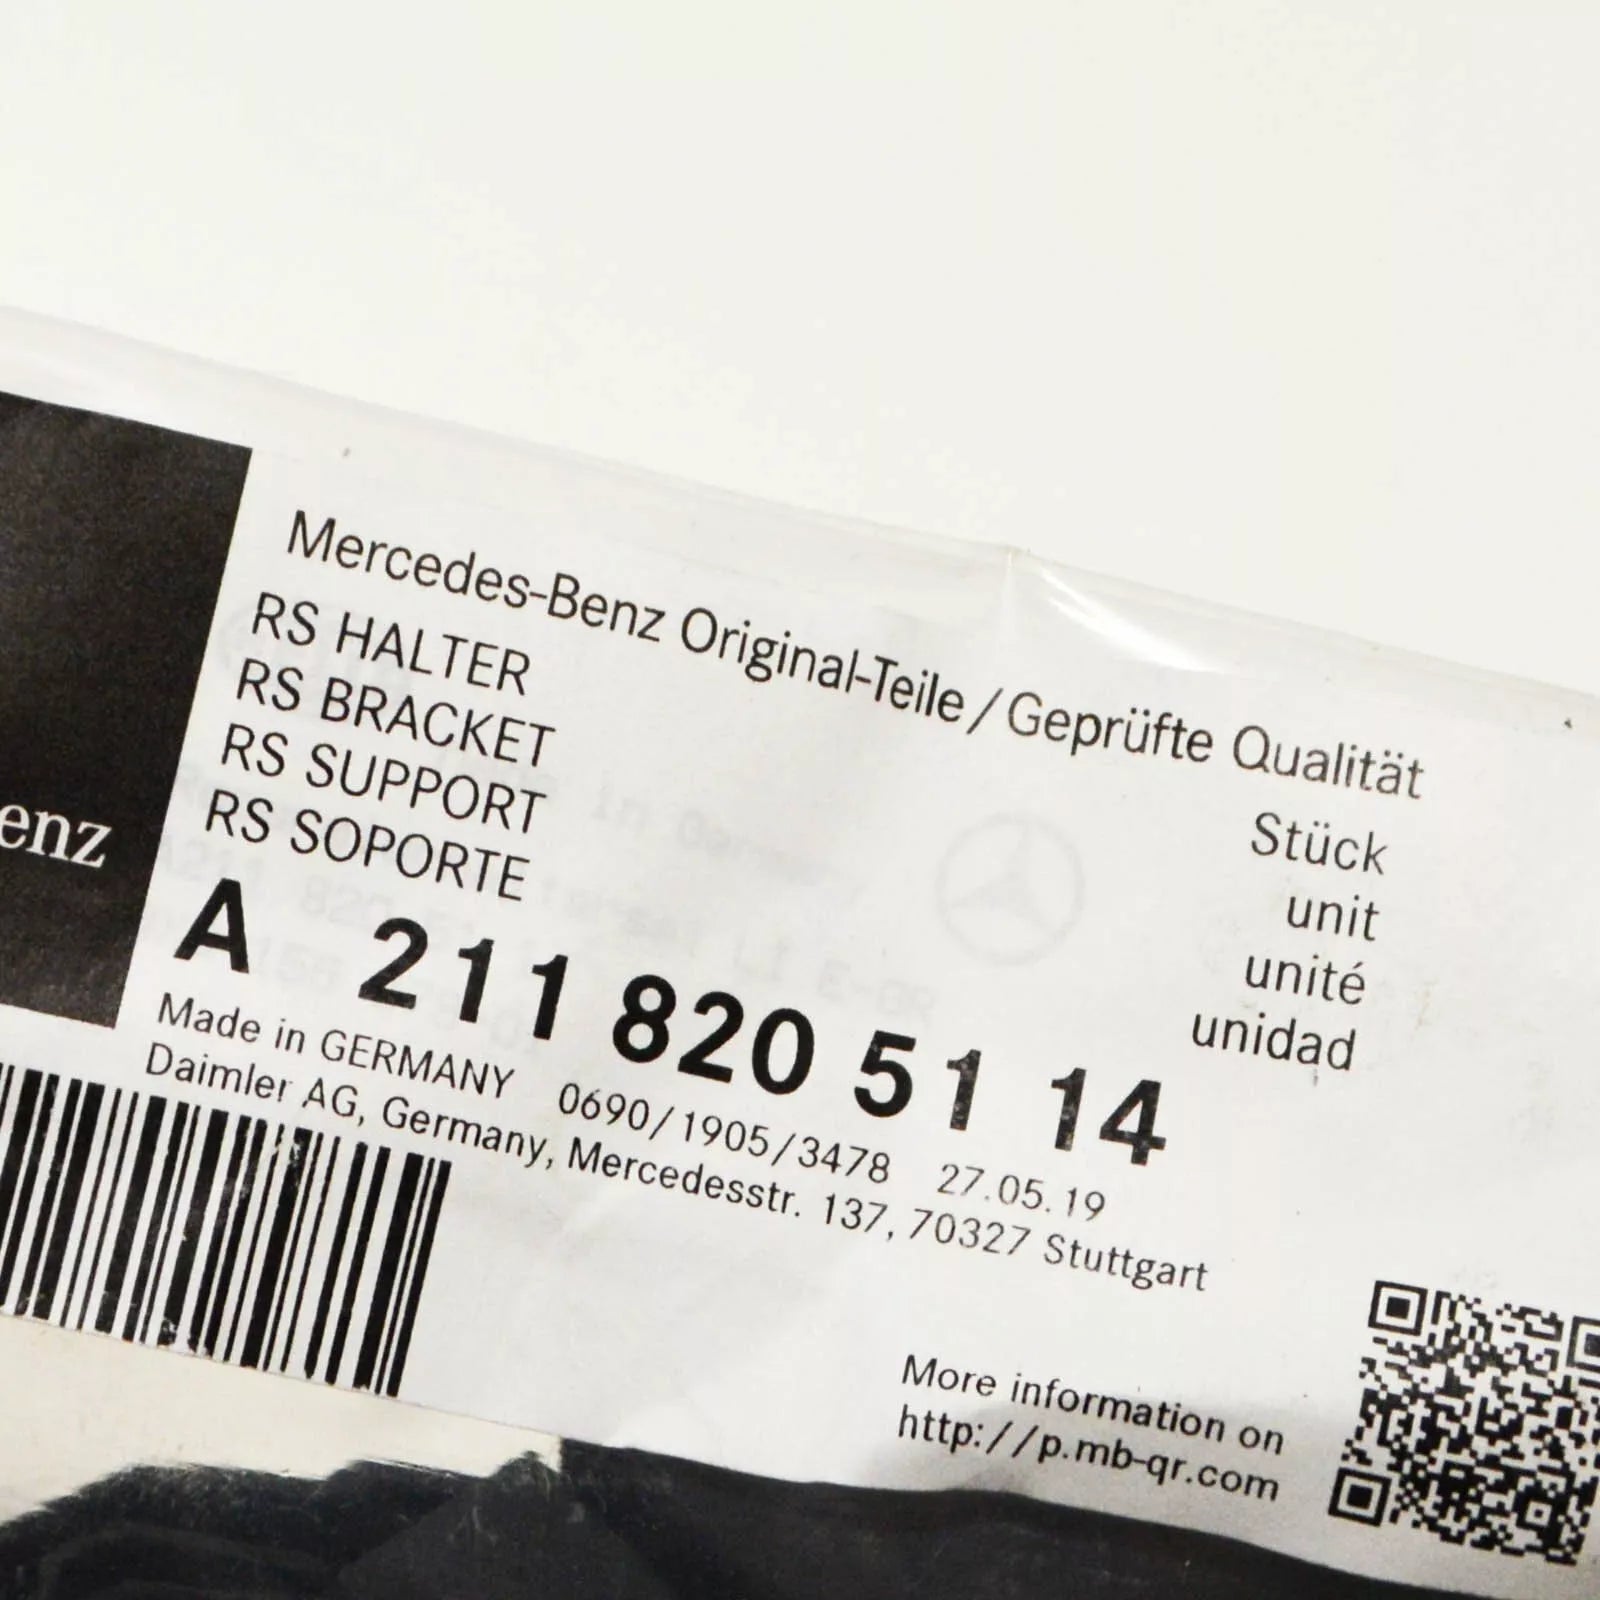 enz
Mercedes-Benz Original-Teile / Geprüfte Qualität
RS HALTER
RS BRACKET
RS SUPPORT
RS SOPORTE
Stück
unit
unité
unidad
A 211 820 51 14
Made in GERMANY 0690/1905/3478 27.05.19
Daimler AG, Germany, Mercedesstr. 137, 70327 Stuttgart
More information on
http://p.mb-qr.com